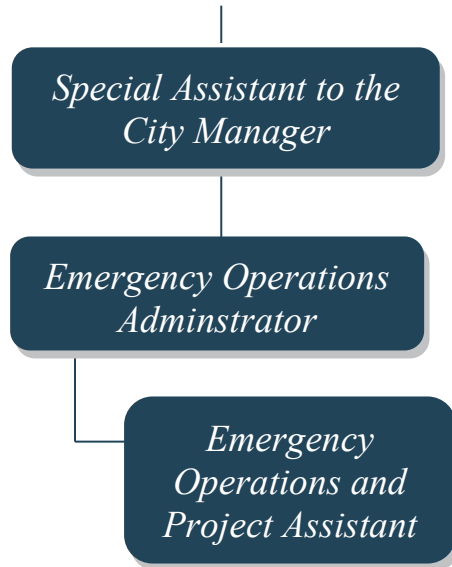 Special Assistant to the
City Manager
Emergency Operations
Adminstrator
Emergency
Operations and
Project Assistant